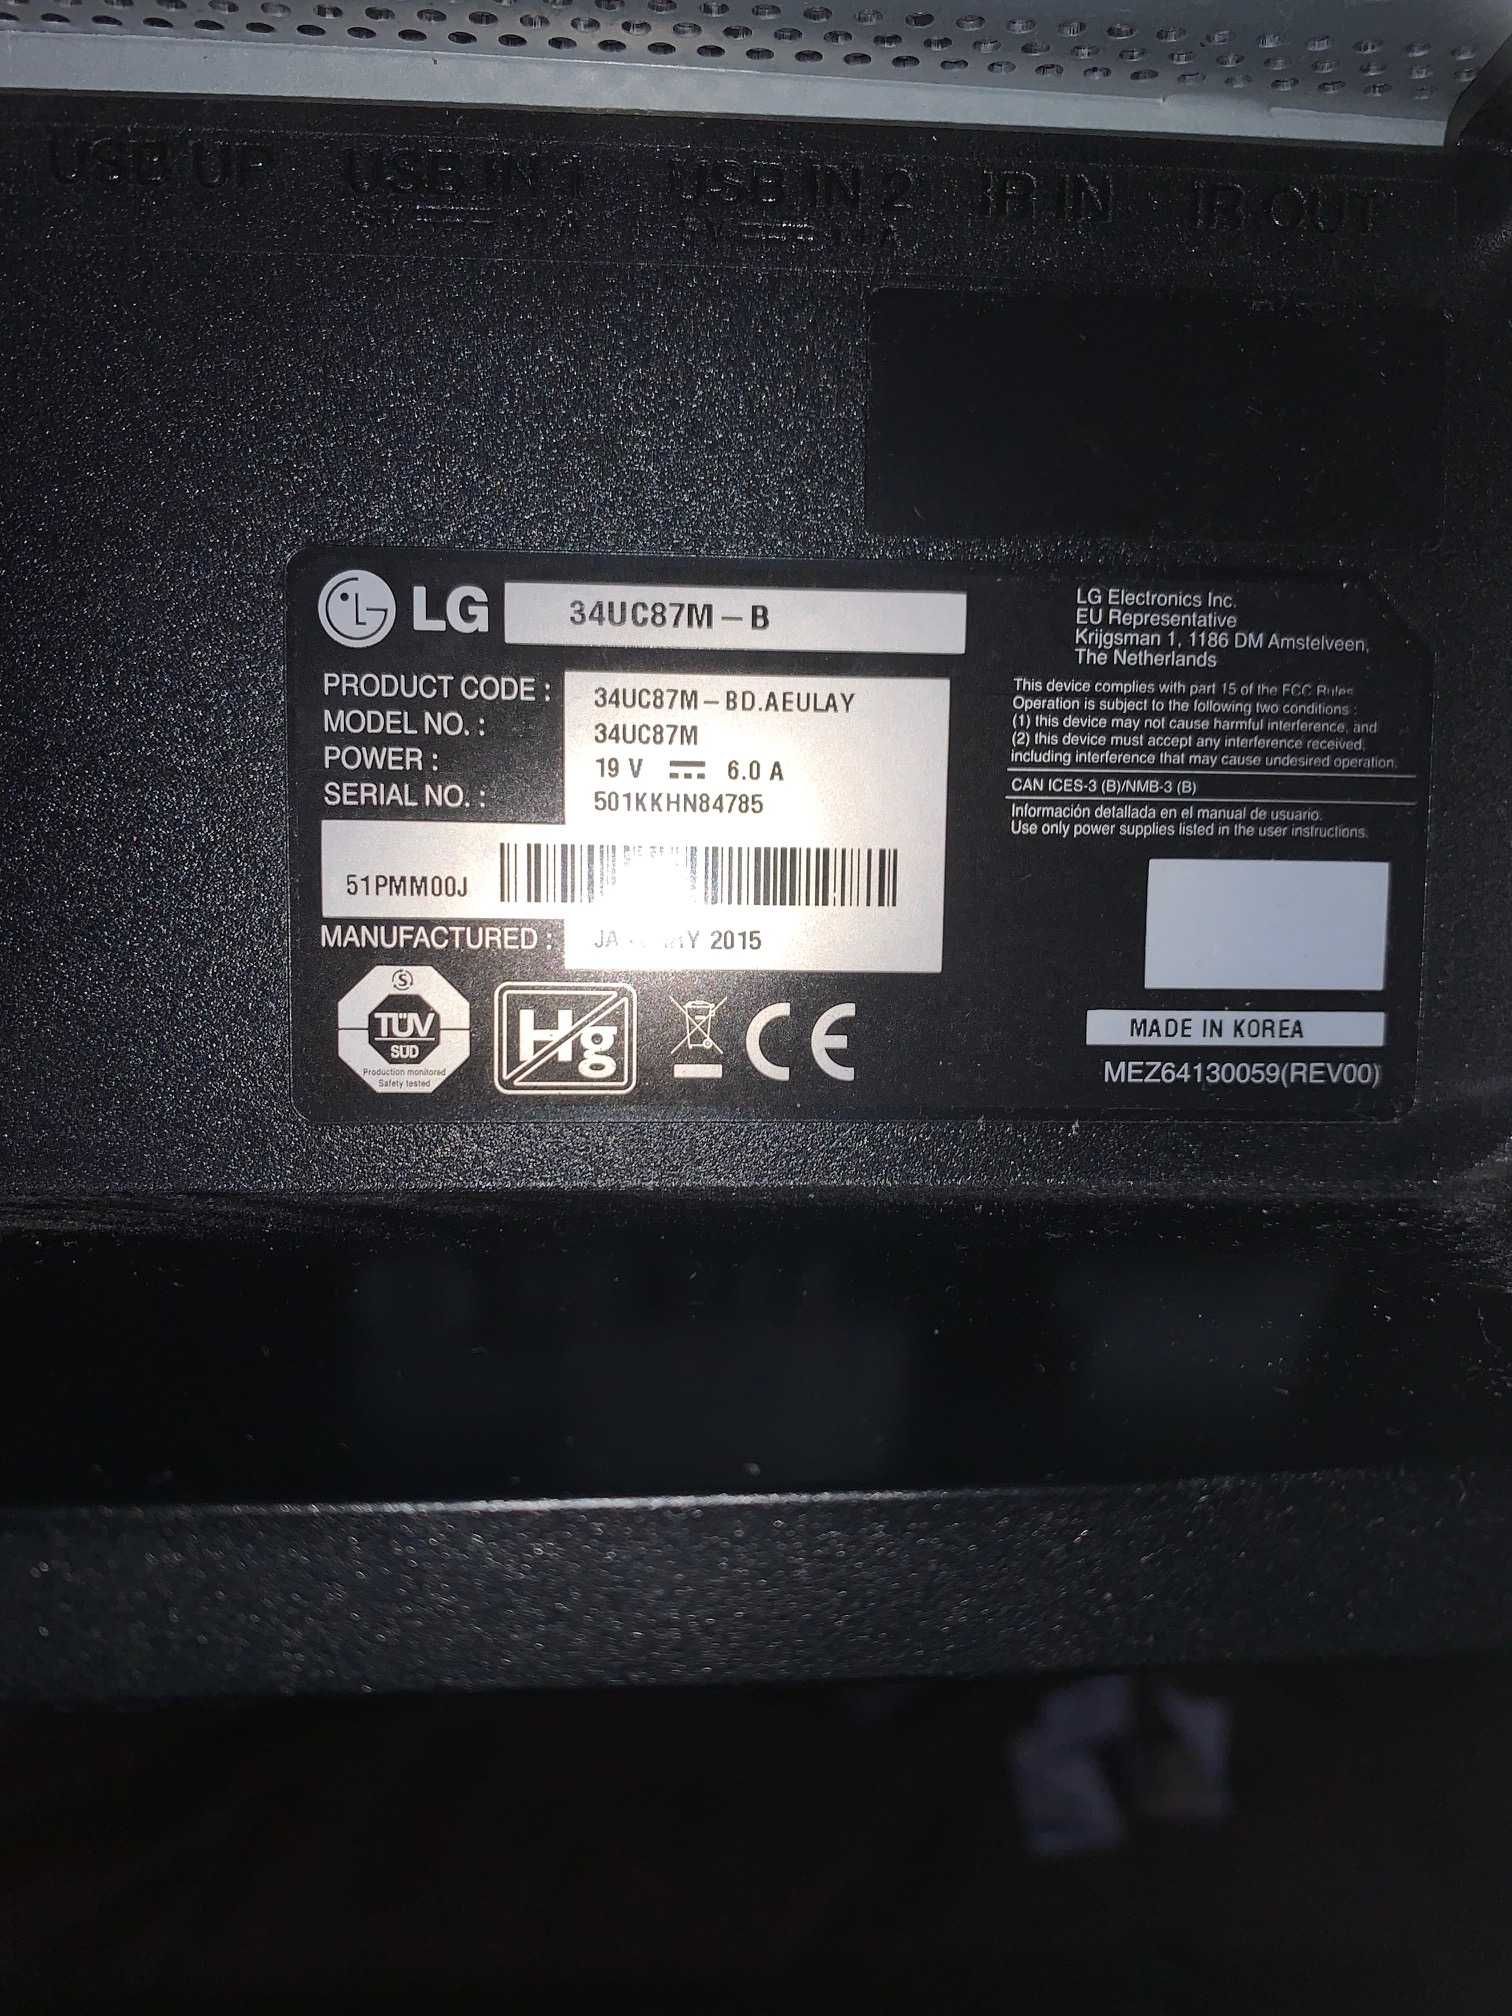 USB UP USB IN 1 USB IN 2 IR IN IR OUT
LG 34UC87M-B
PRODUCT CODE : 34UC87M-BD.AEULAY
MODEL NO. : 34UC87M
POWER : 19 V 6.0 A
SERIAL NO. : 501KKHN84785
51PMM00J
MANUFACTURED : 2015
S
TÜV
SÜD
Production monitored
Safety tested
Hg
CE
LG Electronics Inc.
EU Representative
Krijgsman 1, 1186 DM Amstelveen,
The Netherlands
This device complies with part 15 of the FCC Rules
Operation is subject to the following two conditions :
(1) this device may not cause harmful interference, and
(2) this device must accept any interference received,
including interference that may cause undesired operation.
CAN ICES-3 (B)/NMB-3 (B)
Información detallada en el manual de usuario.
Use only power supplies listed in the user instructions.
MADE IN KOREA
MEZ64130059(REV00)